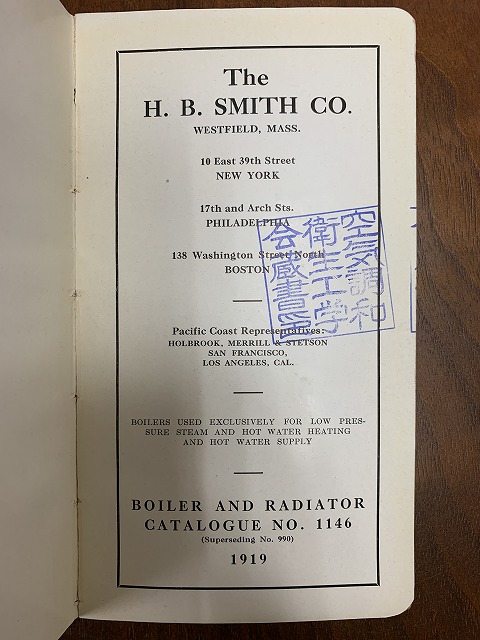 The
H. B. SMITH CO.
WESTFIELD, MASS.
10 East 39th Street
NEW YORK
17th and Arch Sts.
PHILADELPHIA
138 Washington Street, North
BOSTON
Pacific Coast Representatives:
HOLBROOK, MERRILL & STETSON
SAN FRANCISCO,
LOS ANGELES, CAL.
BOILERS USED EXCLUSIVELY FOR LOW PRES-
SURE STEAM AND HOT WATER HEATING
AND HOT WATER SUPPLY
BOILER AND RADIATOR
CATALOGUE NO. 1146
(Superseding No. 990)
1919
空気調和
衛生工学
会蔵書印